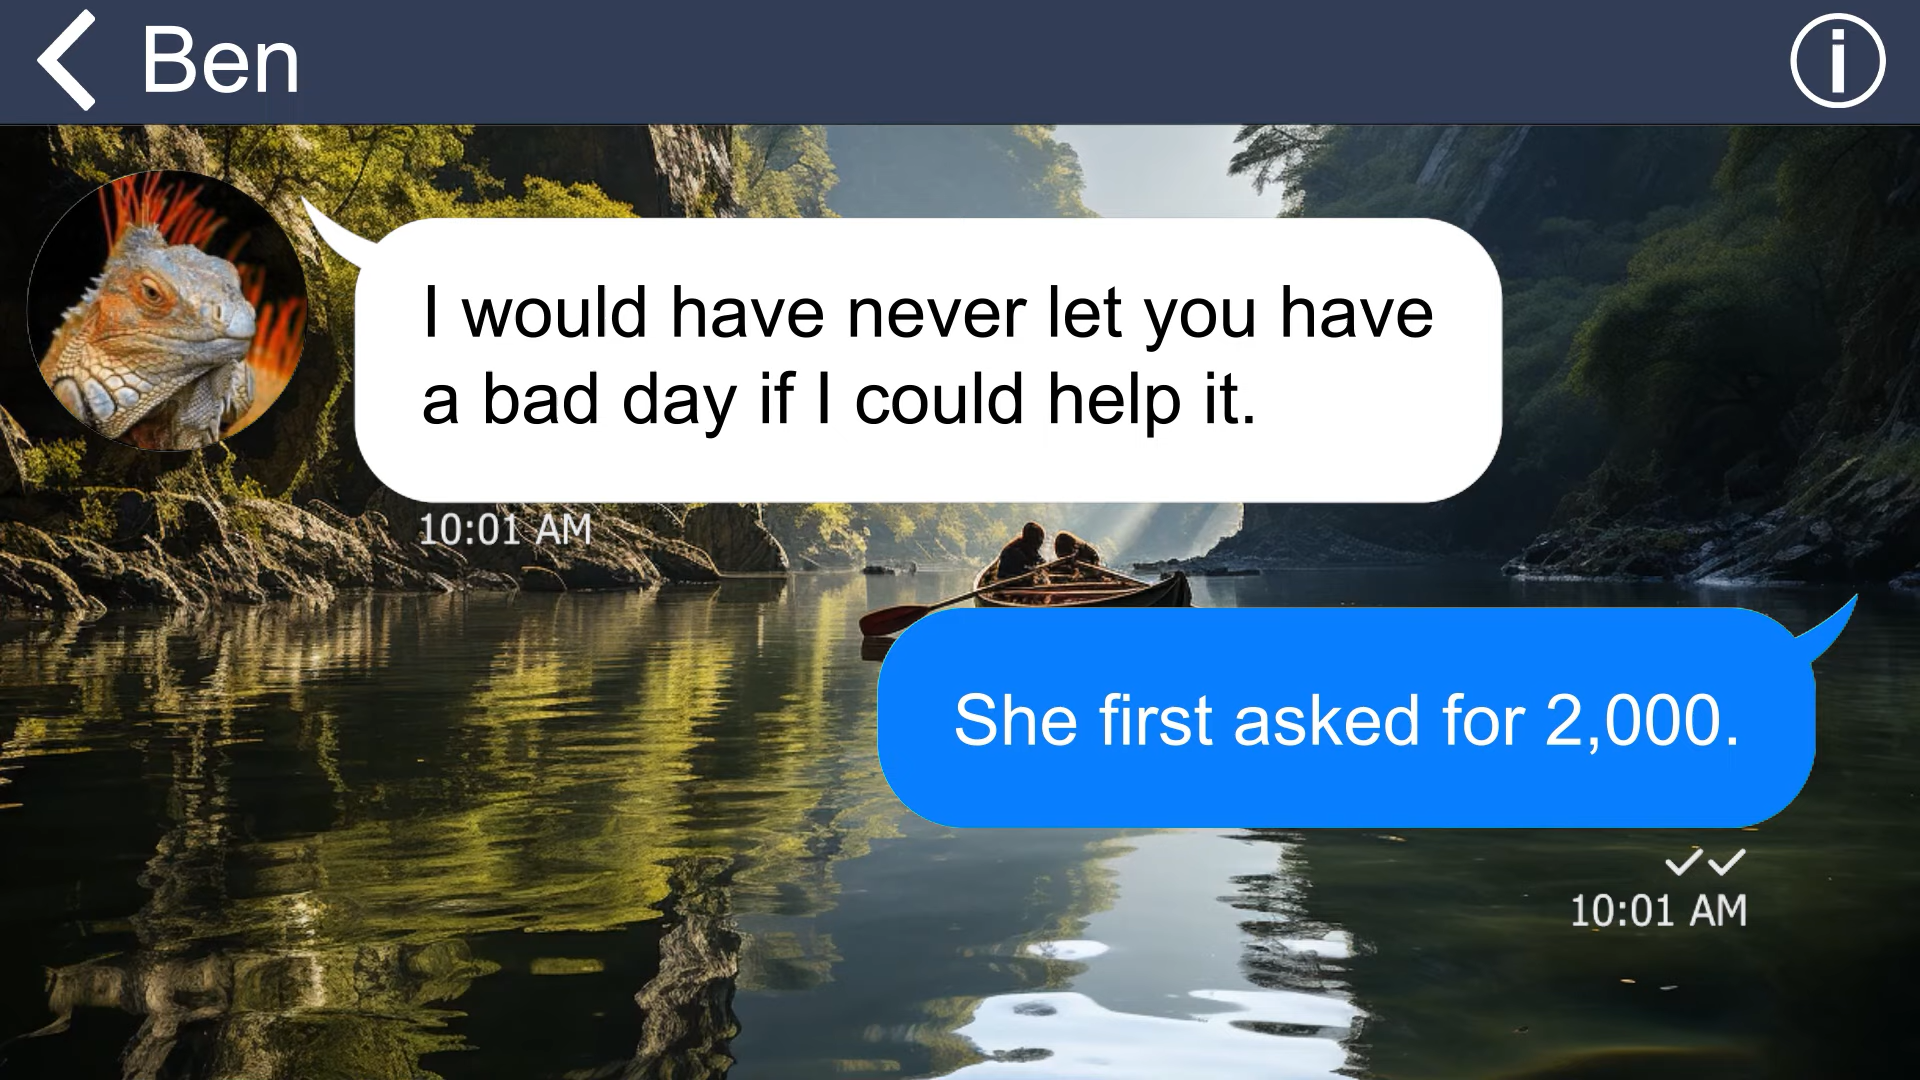 Ben
I would have never let you have
a bad day if I could help it.
10:01 AM
She first asked for 2,000.
10:01 AM